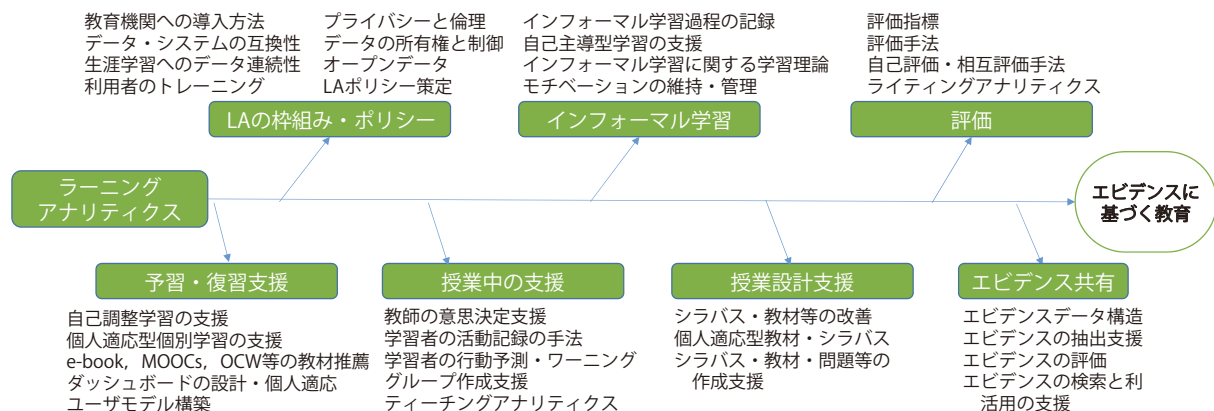 教育機関への導入方法
データ・システムの互換性
生涯学習へのデータ連続性
利用者のトレーニング
プライバシーと倫理
データの所有権と制御
オープンデータ
LAポリシー策定
LAの枠組み・ポリシー
インフォーマル学習過程の記録
自己主導型学習の支援
インフォーマル学習に関する学習理論
モチベーションの維持・管理
インフォーマル学習
評価指標
評価手法
自己評価・相互評価手法
ライティングアナリティクス
評価
ラーニング
アナリティクス
エビデンスに
基づく教育
予習・復習支援
自己調整学習の支援
個人適応型個別学習の支援
e-book, MOOCs, OCW等の教材推薦
ダッシュボードの設計・個人適応
ユーザモデル構築
授業中の支援
教師の意思決定支援
学習者の活動記録の手法
学習者の行動予測・ワーニング
グループ作成支援
ティーチングアナリティクス
授業設計支援
シラバス・教材等の改善
個人適応型教材・シラバス
シラバス・教材・問題等の
作成支援
エビデンス共有
エビデンスデータ構造
エビデンスの抽出支援
エビデンスの評価
エビデンスの検索と利
活用の支援